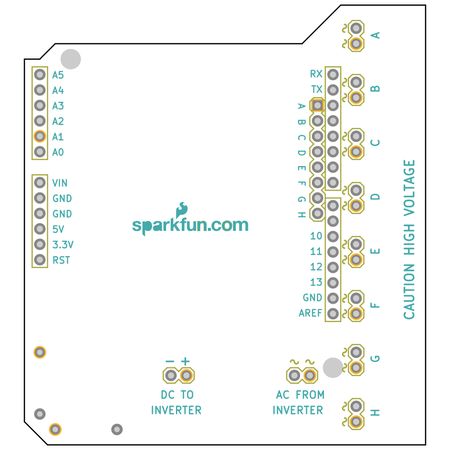 A
A5
A4
A3
A2
A1
A0
RX
TX
A
B
C
D
E
F
G
H
B
C
D
E
F
G
H
VIN
GND
GND
5V
3.3V
RST
sparkfun.com
10
11
12
13
GND
AREF
CAUTION HIGH VOLTAGE
− +
DC TO
INVERTER
~ ~
AC FROM
INVERTER